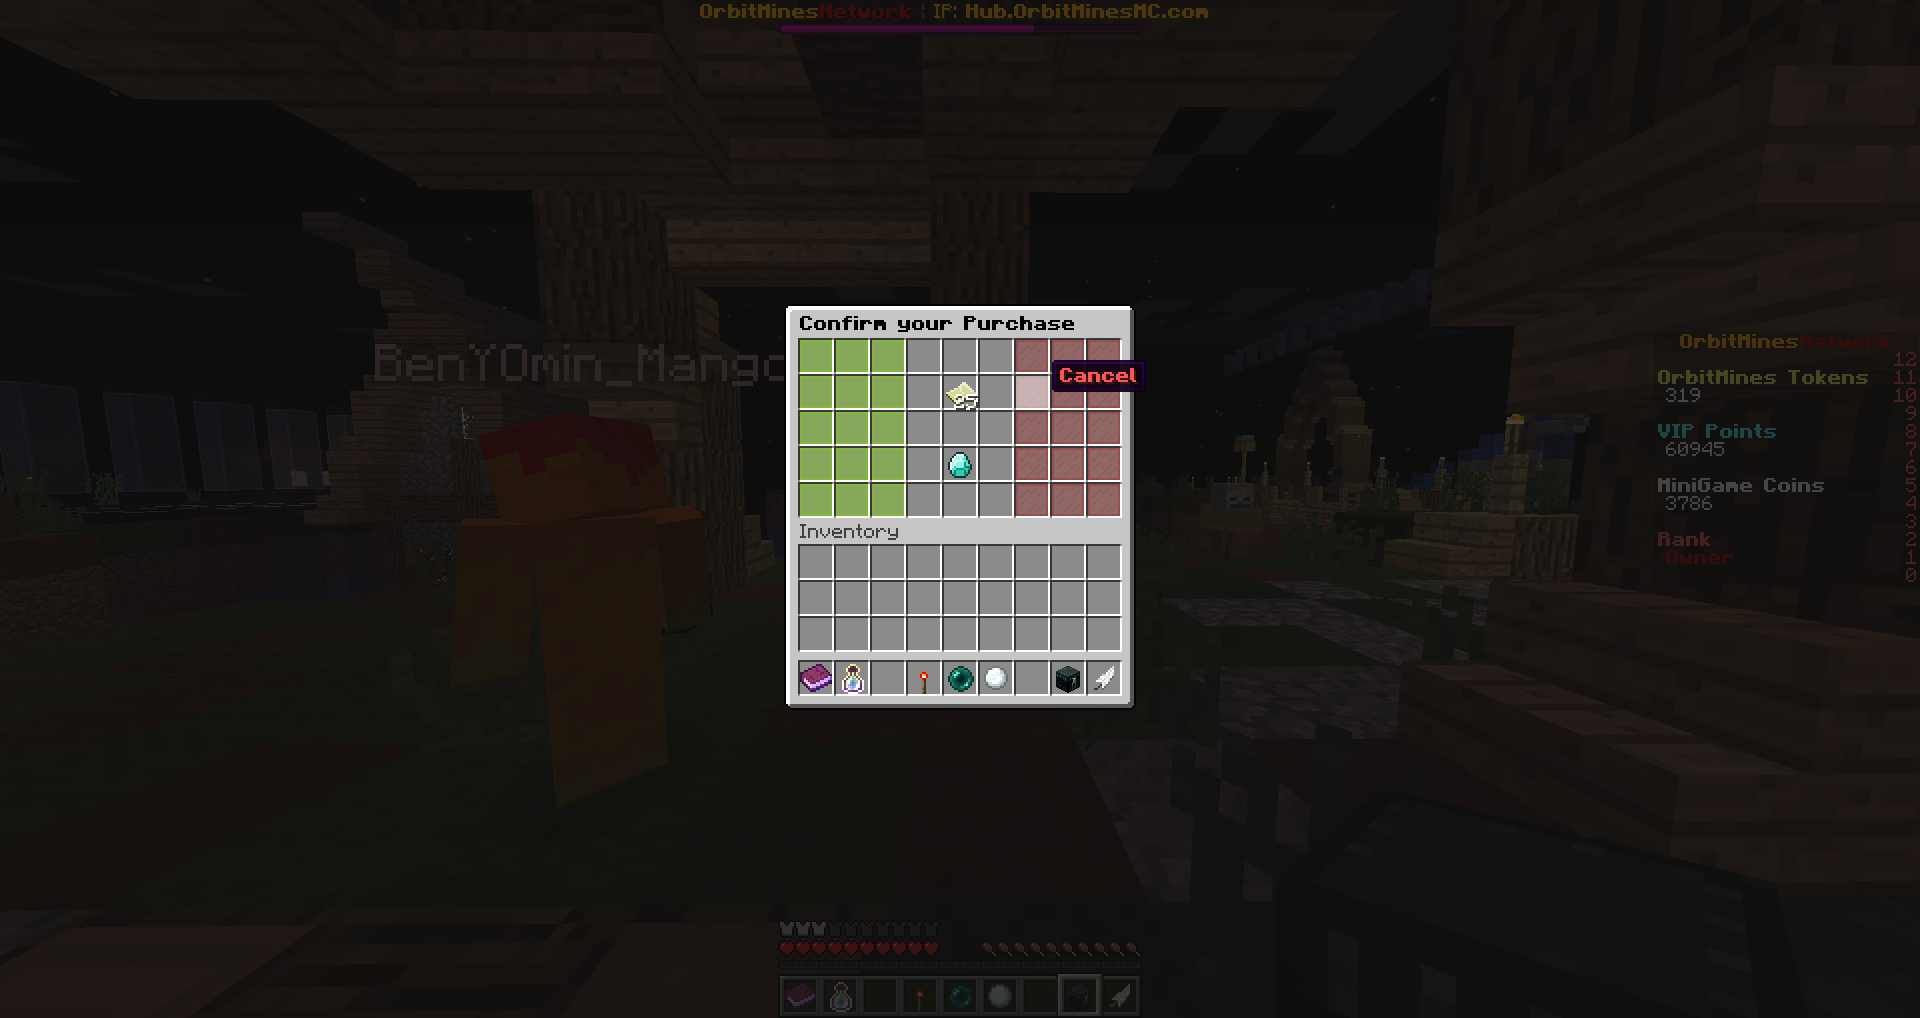 OrbitMinesNetwork | IP: Hub.OrbitMinesMC.com
Confirm your Purchase
BenYOmin_Mango
Cancel
Inventory
OrbitMinesNetwork
12
OrbitMines Tokens 11
319 10
9
VIP Points 8
60945 7
6
MiniGame Coins 5
3786 4
3
Rank 2
Owner 1
0